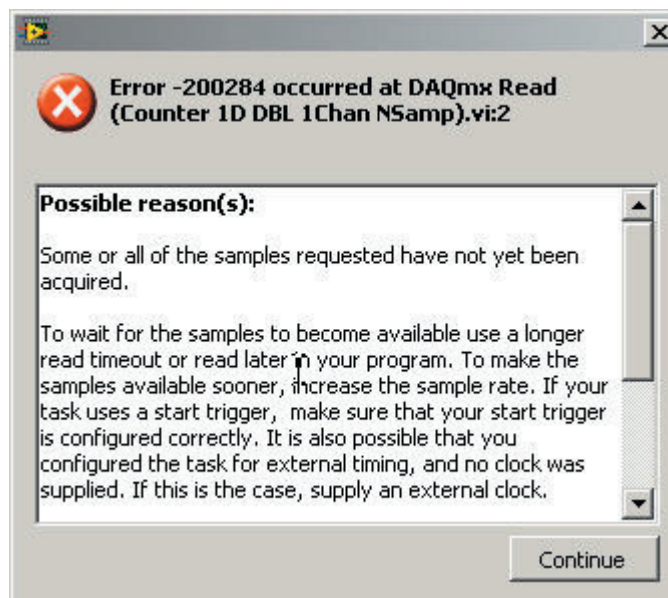 Error -200284 occurred at DAQmx Read
(Counter 1D DBL 1Chan NSamp).vi:2
Possible reason(s):
Some or all of the samples requested have not yet been
acquired.
To wait for the samples to become available use a longer
read timeout or read later in your program. To make the
samples available sooner, increase the sample rate. If your
task uses a start trigger, make sure that your start trigger
is configured correctly. It is also possible that you
configured the task for external timing, and no clock was
supplied. If this is the case, supply an external clock.
Continue